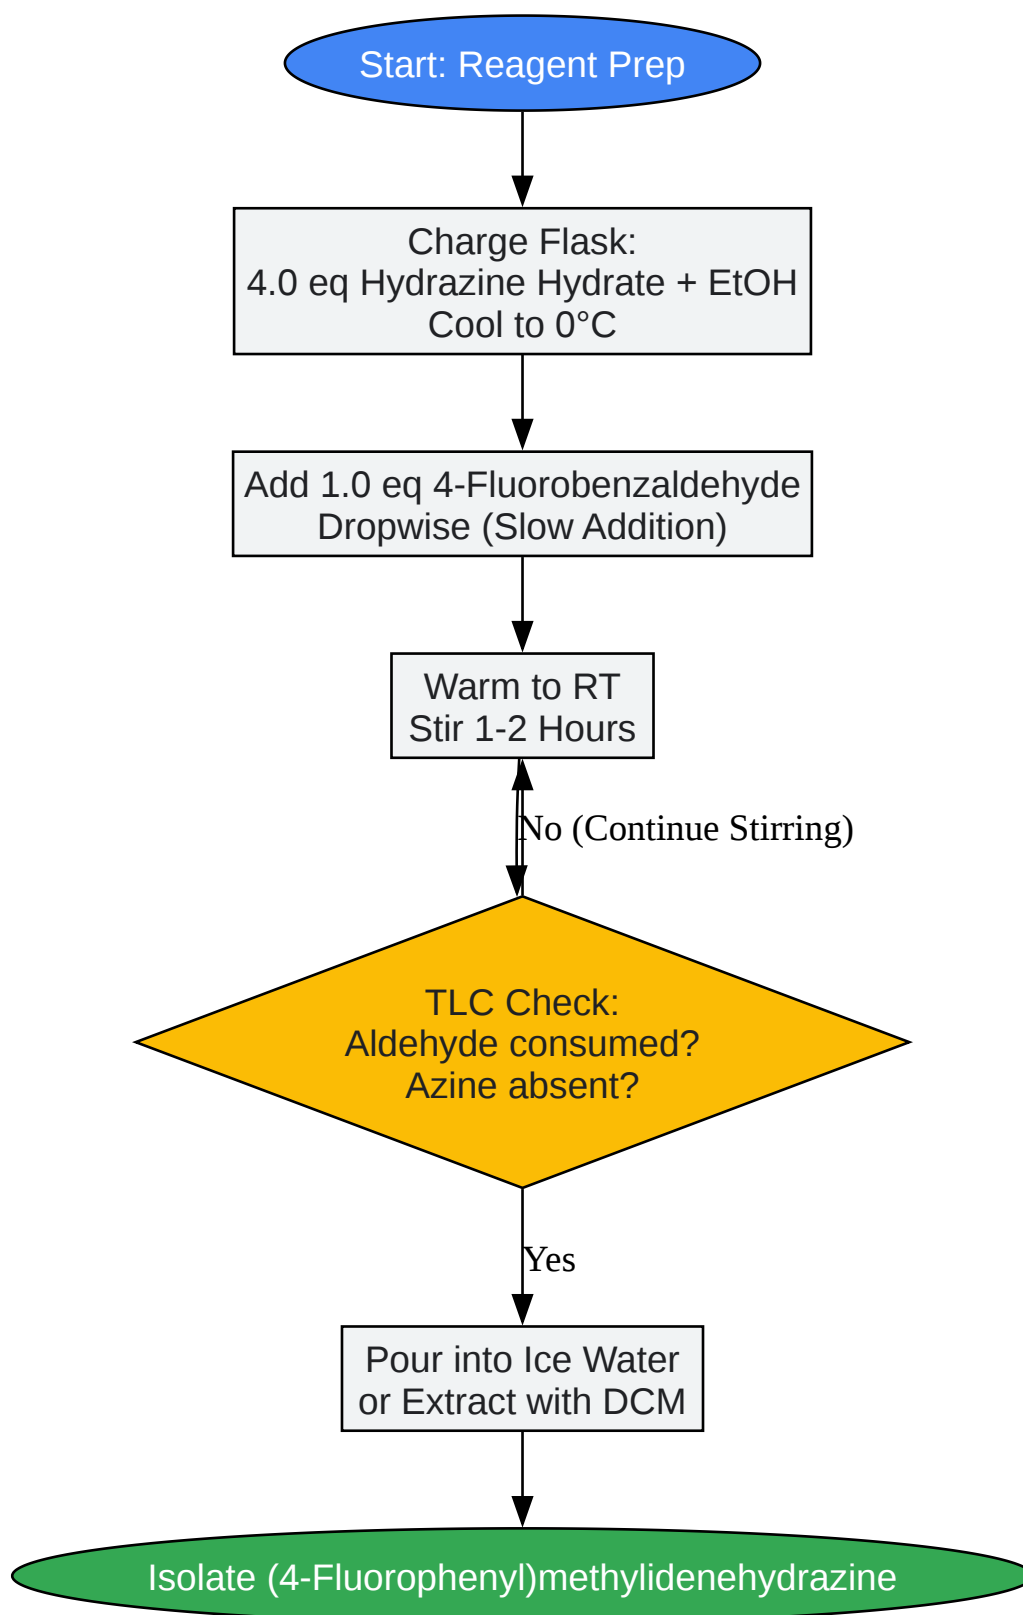 Start: Reagent Prep
Charge Flask:
4.0 eq Hydrazine Hydrate + EtOH
Cool to 0°C
Add 1.0 eq 4-Fluorobenzaldehyde
Dropwise (Slow Addition)
Warm to RT
Stir 1-2 Hours
No (Continue Stirring)
TLC Check:
Aldehyde consumed?
Azine absent?
Yes
Pour into Ice Water
or Extract with DCM
Isolate (4-Fluorophenyl)methylidenehydrazine